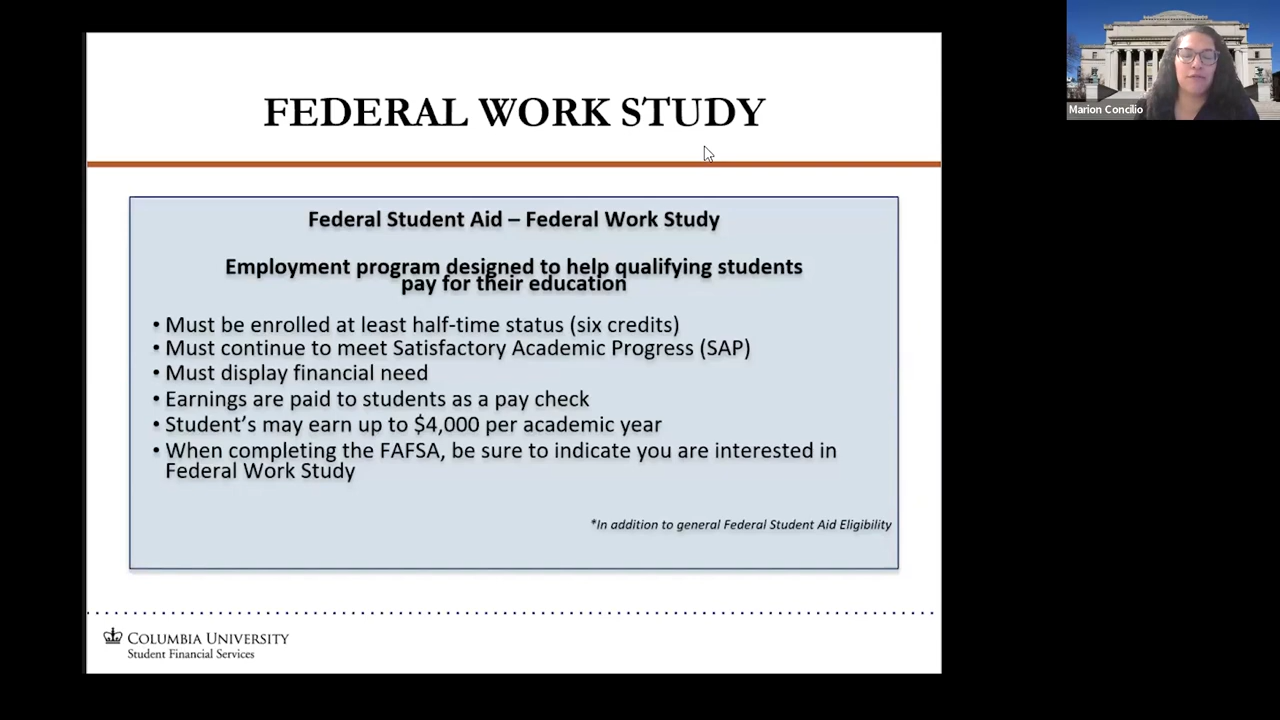 FEDERAL WORK STUDY
Federal Student Aid – Federal Work Study
Employment program designed to help qualifying students
pay for their education
• Must be enrolled at least half-time status (six credits)
• Must continue to meet Satisfactory Academic Progress (SAP)
• Must display financial need
• Earnings are paid to students as a pay check
• Student’s may earn up to $4,000 per academic year
• When completing the FAFSA, be sure to indicate you are interested in
Federal Work Study
*In addition to general Federal Student Aid Eligibility
COLUMBIA UNIVERSITY
Student Financial Services
Marion Concilio